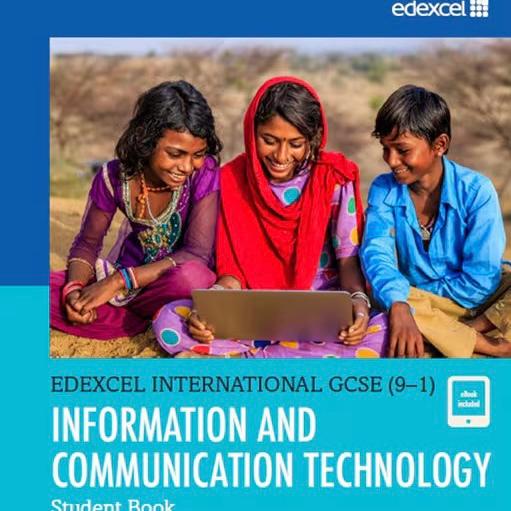 edexcel
EDEXCEL INTERNATIONAL GCSE (9–1)
eBook
included
INFORMATION AND
COMMUNICATION TECHNOLOGY
Student Book